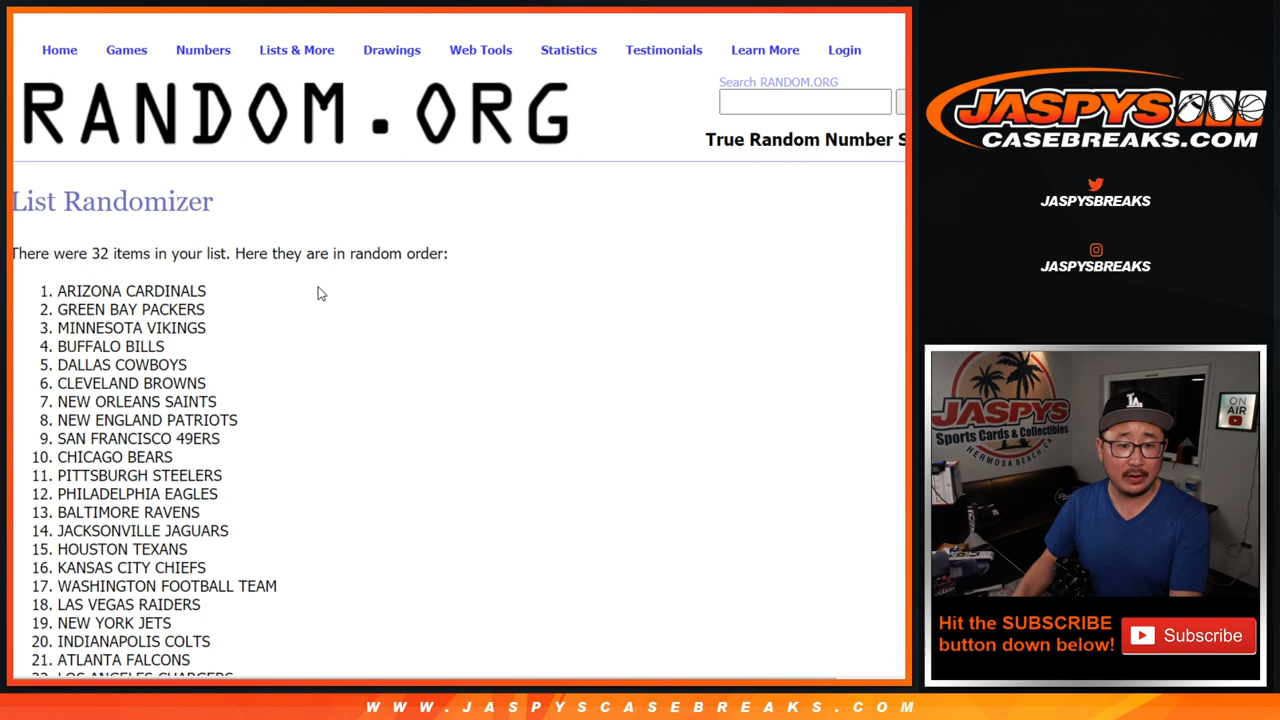 Home Games Numbers Lists & More Drawings Web Tools Statistics Testimonials Learn More Login
RANDOM.ORG
Search RANDOM.ORG
True Random Number S
List Randomizer
There were 32 items in your list. Here they are in random order:
1. ARIZONA CARDINALS
2. GREEN BAY PACKERS
3. MINNESOTA VIKINGS
4. BUFFALO BILLS
5. DALLAS COWBOYS
6. CLEVELAND BROWNS
7. NEW ORLEANS SAINTS
8. NEW ENGLAND PATRIOTS
9. SAN FRANCISCO 49ERS
10. CHICAGO BEARS
11. PITTSBURGH STEELERS
12. PHILADELPHIA EAGLES
13. BALTIMORE RAVENS
14. JACKSONVILLE JAGUARS
15. HOUSTON TEXANS
16. KANSAS CITY CHIEFS
17. WASHINGTON FOOTBALL TEAM
18. LAS VEGAS RAIDERS
19. NEW YORK JETS
20. INDIANAPOLIS COLTS
21. ATLANTA FALCONS
22. LOS ANGELES CHARGERS
JASPYS
CASEBREAKS.COM
JASPYSBREAKS
JASPYSBREAKS
JASPYS
Sports Cards & Collectibles
HERMOSA BEACH, CA
LA
ON
AIR
Hit the SUBSCRIBE
button down below!
Subscribe
WWW.JASPYSCASEBREAKS.COM